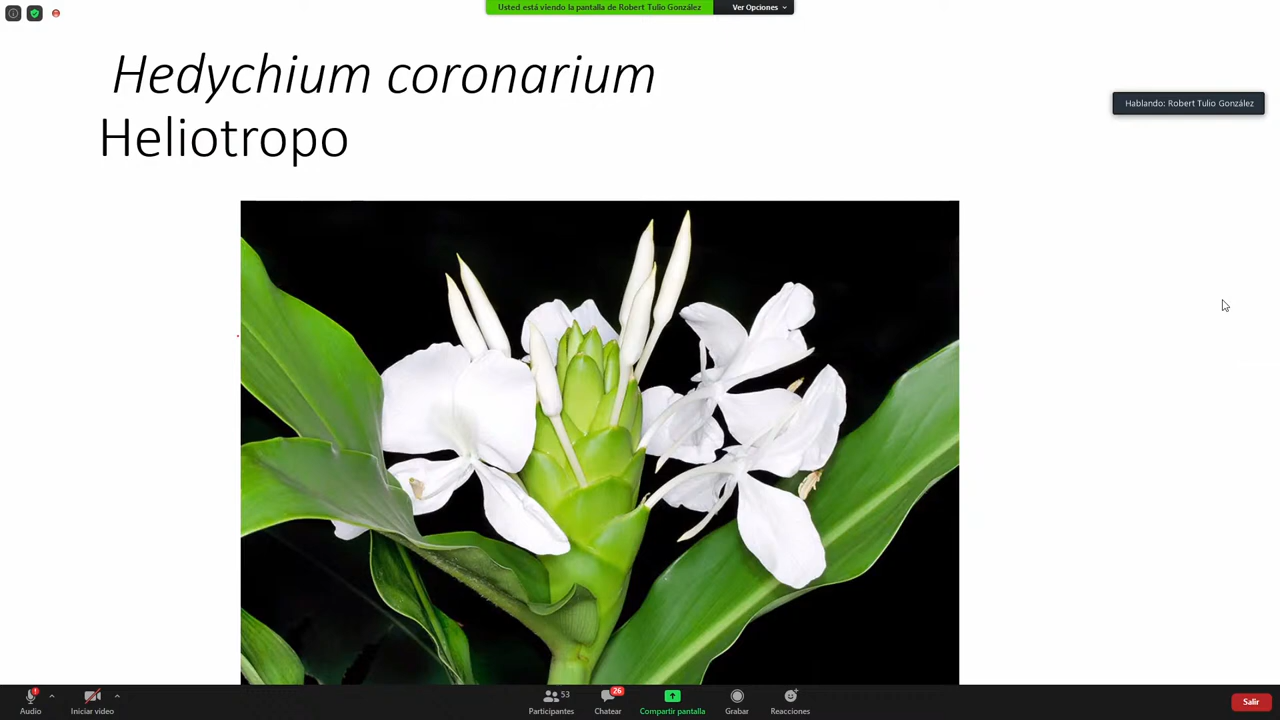 Usted está viendo la pantalla de Robert Tulio González
Ver Opciones
Hedychium coronarium
Heliotropo
Hablando: Robert Tulio González
Audio
Iniciar video
53
Participantes
26
Chatear
Compartir pantalla
Grabar
Reacciones
Salir